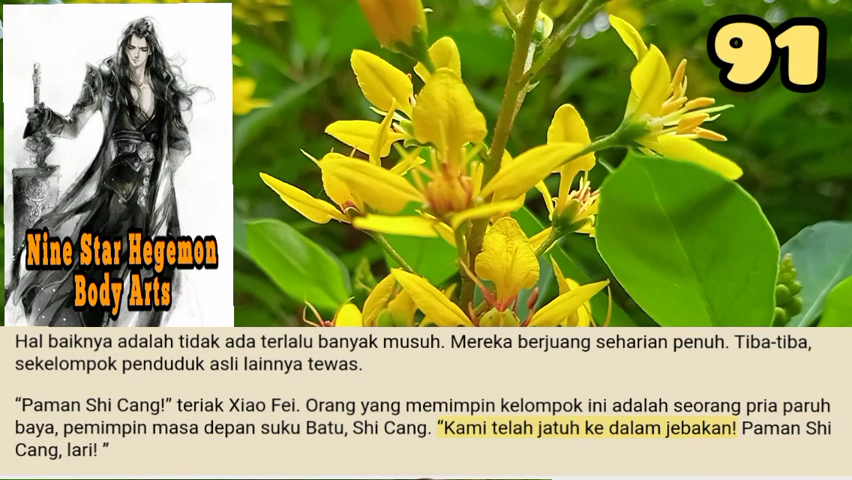 91
Nine Star Hegemon
Body Arts
Hal baiknya adalah tidak ada terlalu banyak musuh. Mereka berjuang seharian penuh. Tiba-tiba,
sekelompok penduduk asli lainnya tewas.
“Paman Shi Cang!” teriak Xiao Fei. Orang yang memimpin kelompok ini adalah seorang pria paruh
baya, pemimpin masa depan suku Batu, Shi Cang. “Kami telah jatuh ke dalam jebakan! Paman Shi
Cang, lari! ”